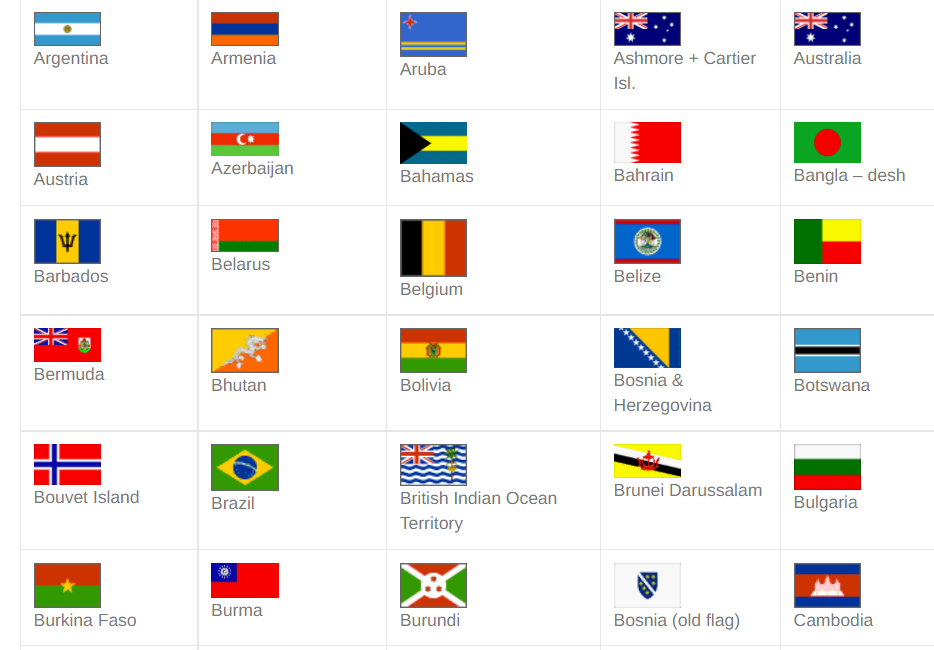 Argentina
Armenia
Aruba
Ashmore + Cartier
Isl.
Australia
Austria
Azerbaijan
Bahamas
Bahrain
Bangla – desh
Barbados
Belarus
Belgium
Belize
Benin
Bermuda
Bhutan
Bolivia
Bosnia &
Herzegovina
Botswana
Bouvet Island
Brazil
British Indian Ocean
Territory
Brunei Darussalam
Bulgaria
Burkina Faso
Burma
Burundi
Bosnia (old flag)
Cambodia